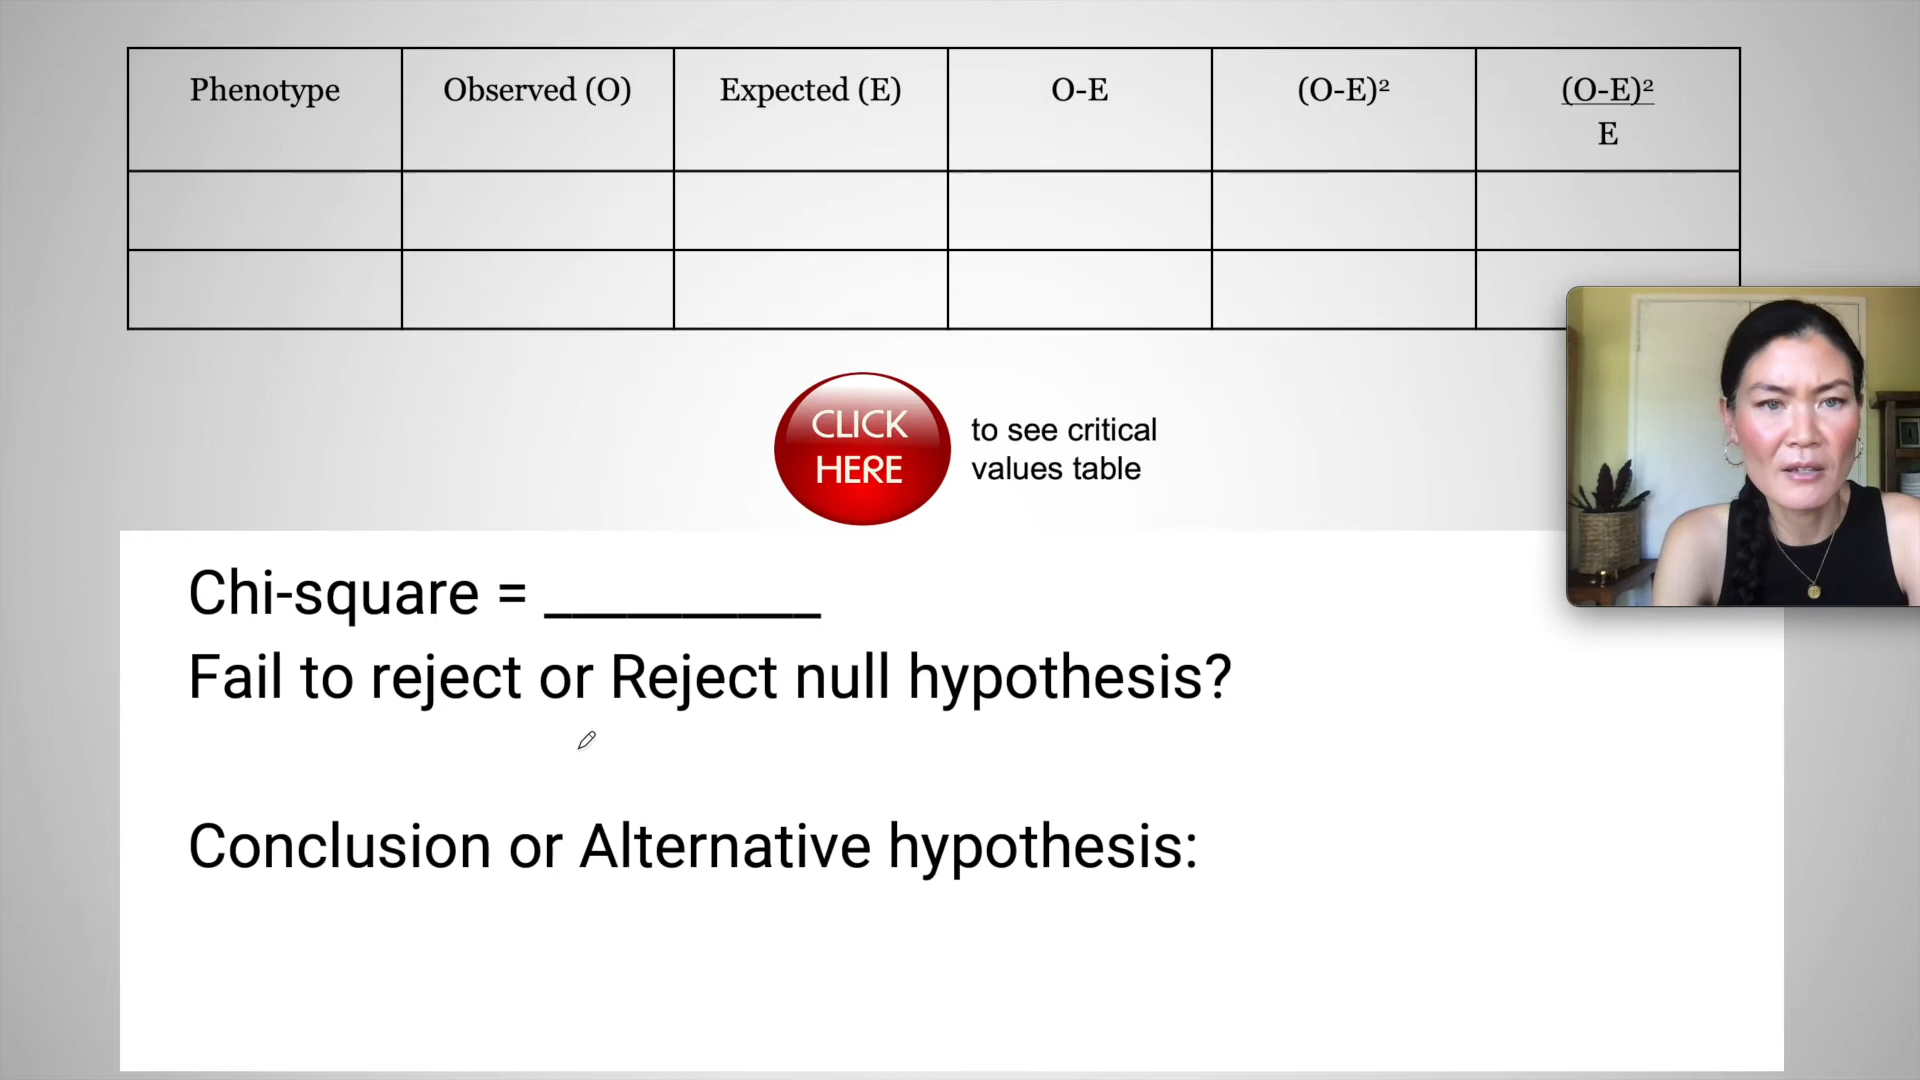 Phenotype Observed (O) Expected (E) O-E (O-E)² (O-E)²
E
CLICK
HERE
to see critical
values table
Chi-square = __________
Fail to reject or Reject null hypothesis?
Conclusion or Alternative hypothesis: